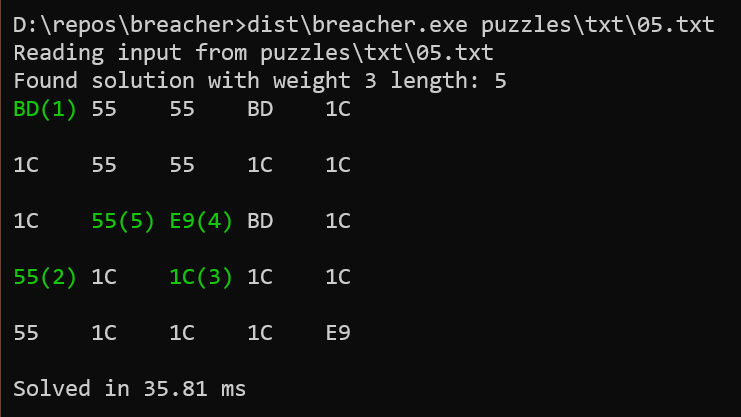 D:\repos\breacher>dist\breacher.exe puzzles\txt\05.txt
Reading input from puzzles\txt\05.txt
Found solution with weight 3 length: 5
BD(1) 55 55 BD 1C
1C 55 55 1C 1C
1C 55(5) E9(4) BD 1C
55(2) 1C 1C(3) 1C 1C
55 1C 1C 1C E9
Solved in 35.81 ms